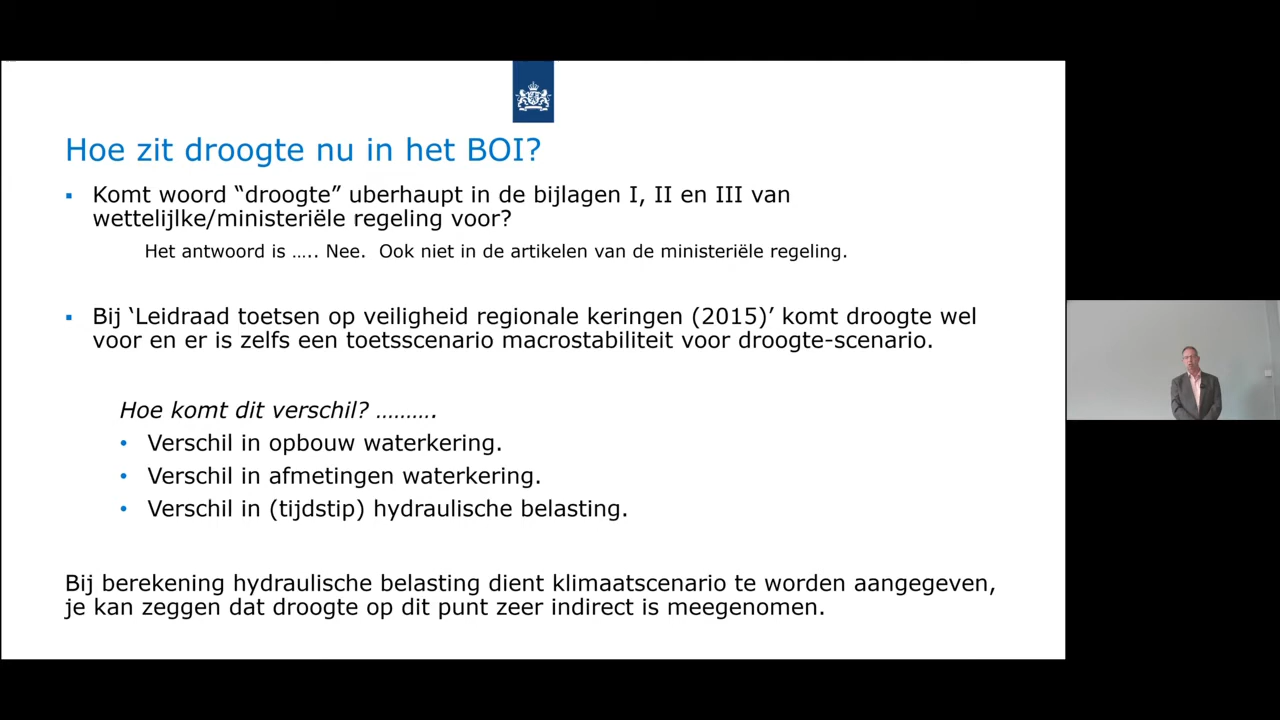 Hoe zit droogte nu in het BOI?
▪ Komt woord “droogte” uberhaupt in de bijlagen I, II en III van
wettelijlke/ministeriële regeling voor?
Het antwoord is ….. Nee. Ook niet in de artikelen van de ministeriële regeling.
▪ Bij ‘Leidraad toetsen op veiligheid regionale keringen (2015)’ komt droogte wel
voor en er is zelfs een toetsscenario macrostabiliteit voor droogte-scenario.
Hoe komt dit verschil? ……….
• Verschil in opbouw waterkering.
• Verschil in afmetingen waterkering.
• Verschil in (tijdstip) hydraulische belasting.
Bij berekening hydraulische belasting dient klimaatscenario te worden aangegeven,
je kan zeggen dat droogte op dit punt zeer indirect is meegenomen.